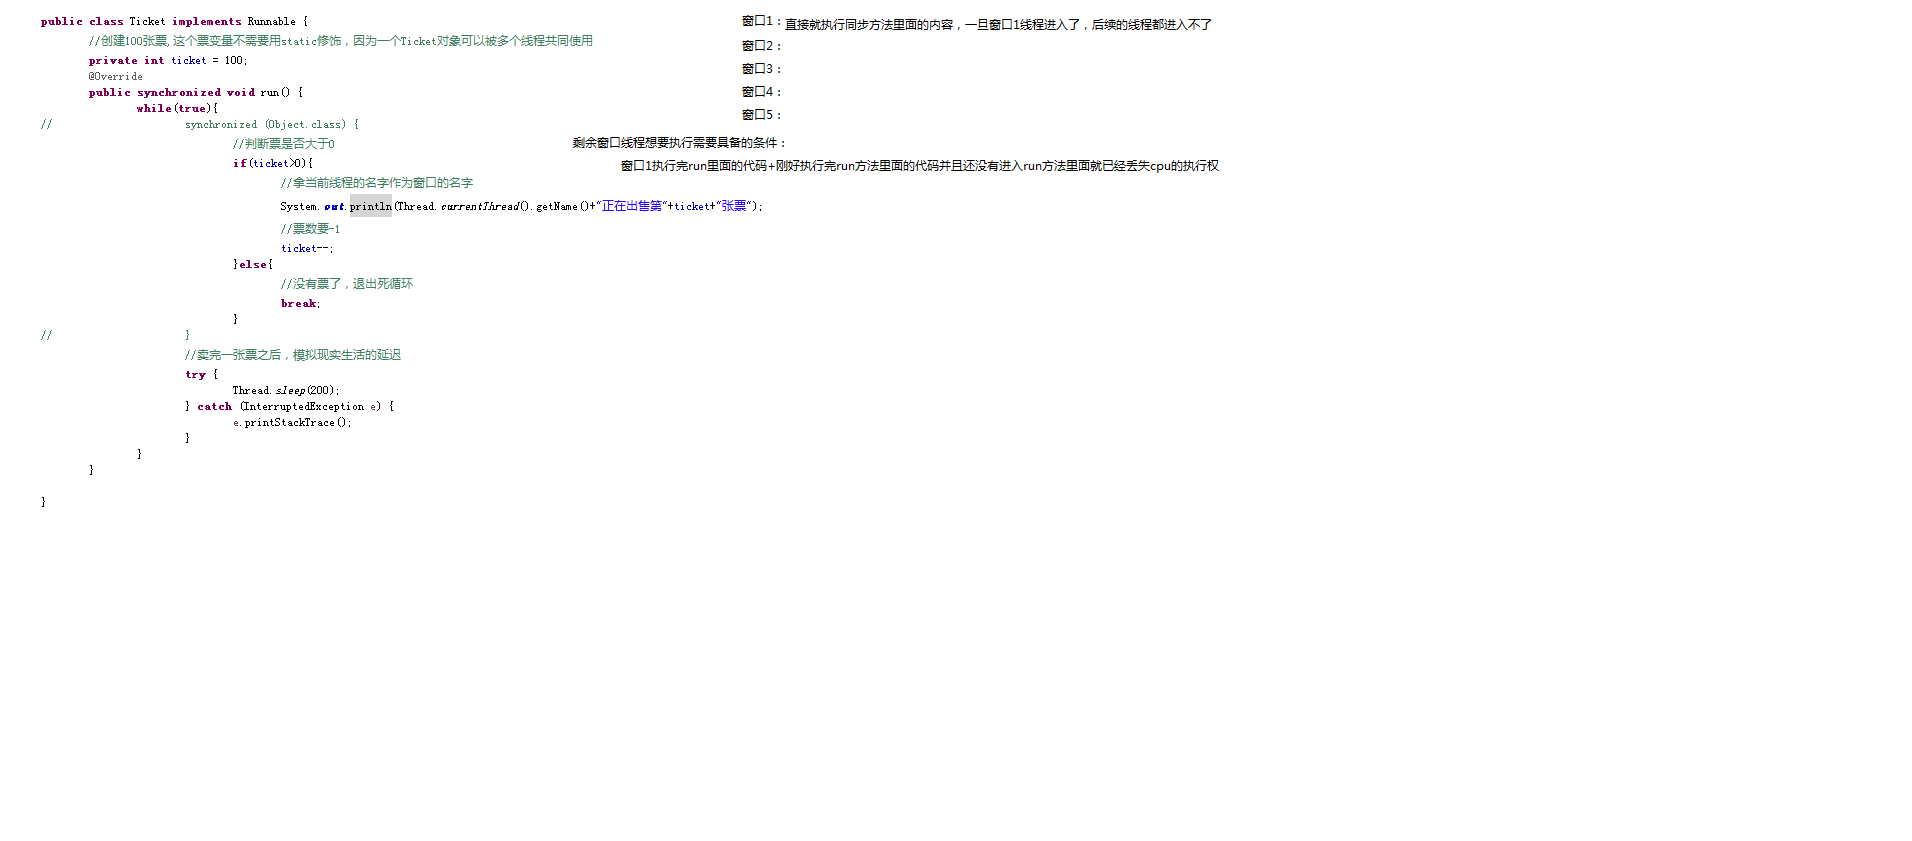 public class Ticket implements Runnable {
//创建100张票,这个票变量不需要用static修饰，因为一个Ticket对象可以被多个线程共同使用
private int ticket = 100;
@Override
public synchronized void run() {
while(true){
// synchronized (Object.class) {
//判断票是否大于0
if(ticket>0){
//拿当前线程的名字作为窗口的名字
System.out.println(Thread.currentThread().getName()+"正在出售第"+ticket+"张票");
//票数要-1
ticket--;
}else{
//没有票了，退出死循环
break;
}
// }
//卖完一张票之后，模拟现实生活的延迟
try {
Thread.sleep(200);
} catch (InterruptedException e) {
e.printStackTrace();
}
}
}
}
窗口1：直接就执行同步方法里面的内容，一旦窗口1线程进入了，后续的线程都进入不了
窗口2：
窗口3：
窗口4：
窗口5：
剩余窗口线程想要执行需要具备的条件：
窗口1执行完run里面的代码+刚好执行完run方法里面的代码并且还没有进入run方法里面就已经丢失cpu的执行权